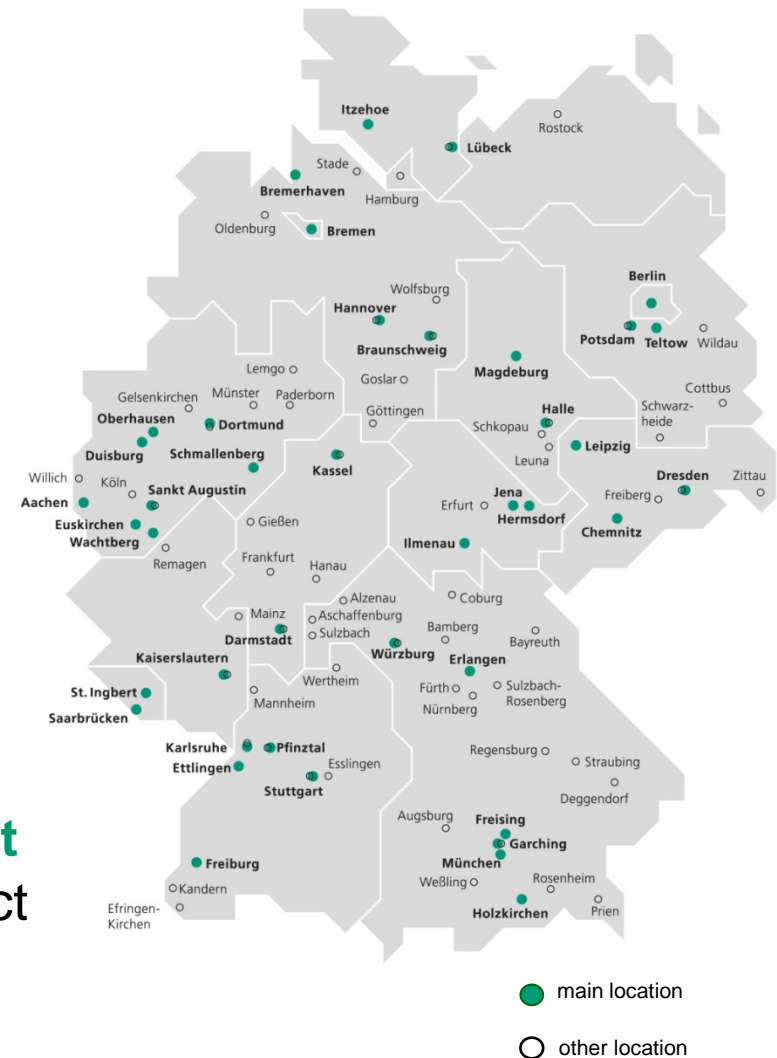 Itzehoe
Rostock
Lübeck
Stade
Bremerhaven
Hamburg
Oldenburg
Bremen
Berlin
Wolfsburg
Hannover
Potsdam
Teltow
Wildau
Braunschweig
Magdeburg
Lemgo
Goslar
Cottbus
Gelsenkirchen
Münster
Paderborn
Göttingen
Halle
Schwarz-
heide
Oberhausen
Dortmund
Schkopau
Leipzig
Duisburg
Schmallenberg
Kassel
Leuna
Willich
Köln
Sankt Augustin
Jena
Dresden
Zittau
Aachen
Erfurt
Freiberg
Euskirchen
Gießen
Hermsdorf
Chemnitz
Wachtberg
Ilmenau
Remagen
Frankfurt
Hanau
Alzenau
Coburg
Mainz
Aschaffenburg
Bamberg
Darmstadt
Sulzbach
Bayreuth
Kaiserslautern
Würzburg
Erlangen
Wertheim
St. Ingbert
Mannheim
Fürth
Sulzbach-
Rosenberg
Saarbrücken
Nürnberg
Karlsruhe
Pfinztal
Regensburg
Ettlingen
Esslingen
Straubing
Stuttgart
Deggendorf
Augsburg
Freising
t
Garching
Freiburg
München
Kandern
Weßling
Rosenheim
ct
Efringen-
Kirchen
Holzkirchen
Prien
main location
other location